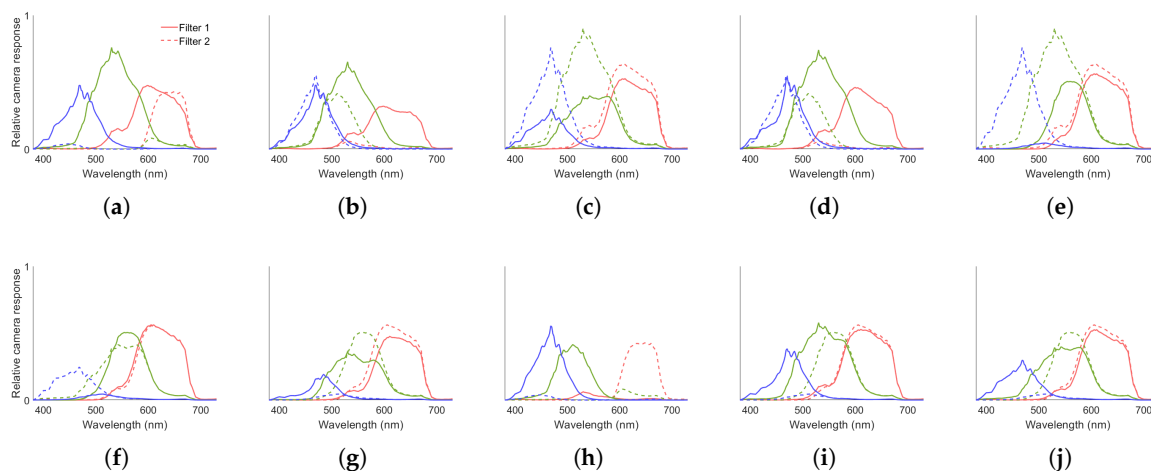 1
Relative camera response
0
Filter 1
Filter 2
400 500 600 700
400 500 600 700
400 500 600 700
400 500 600 700
400 500 600 700
Wavelength (nm)
Wavelength (nm)
Wavelength (nm)
Wavelength (nm)
Wavelength (nm)
(a)
(b)
(c)
(d)
(e)
1
Relative camera response
0
400 500 600 700
400 500 600 700
400 500 600 700
400 500 600 700
400 500 600 700
Wavelength (nm)
Wavelength (nm)
Wavelength (nm)
Wavelength (nm)
Wavelength (nm)
(f)
(g)
(h)
(i)
(j)